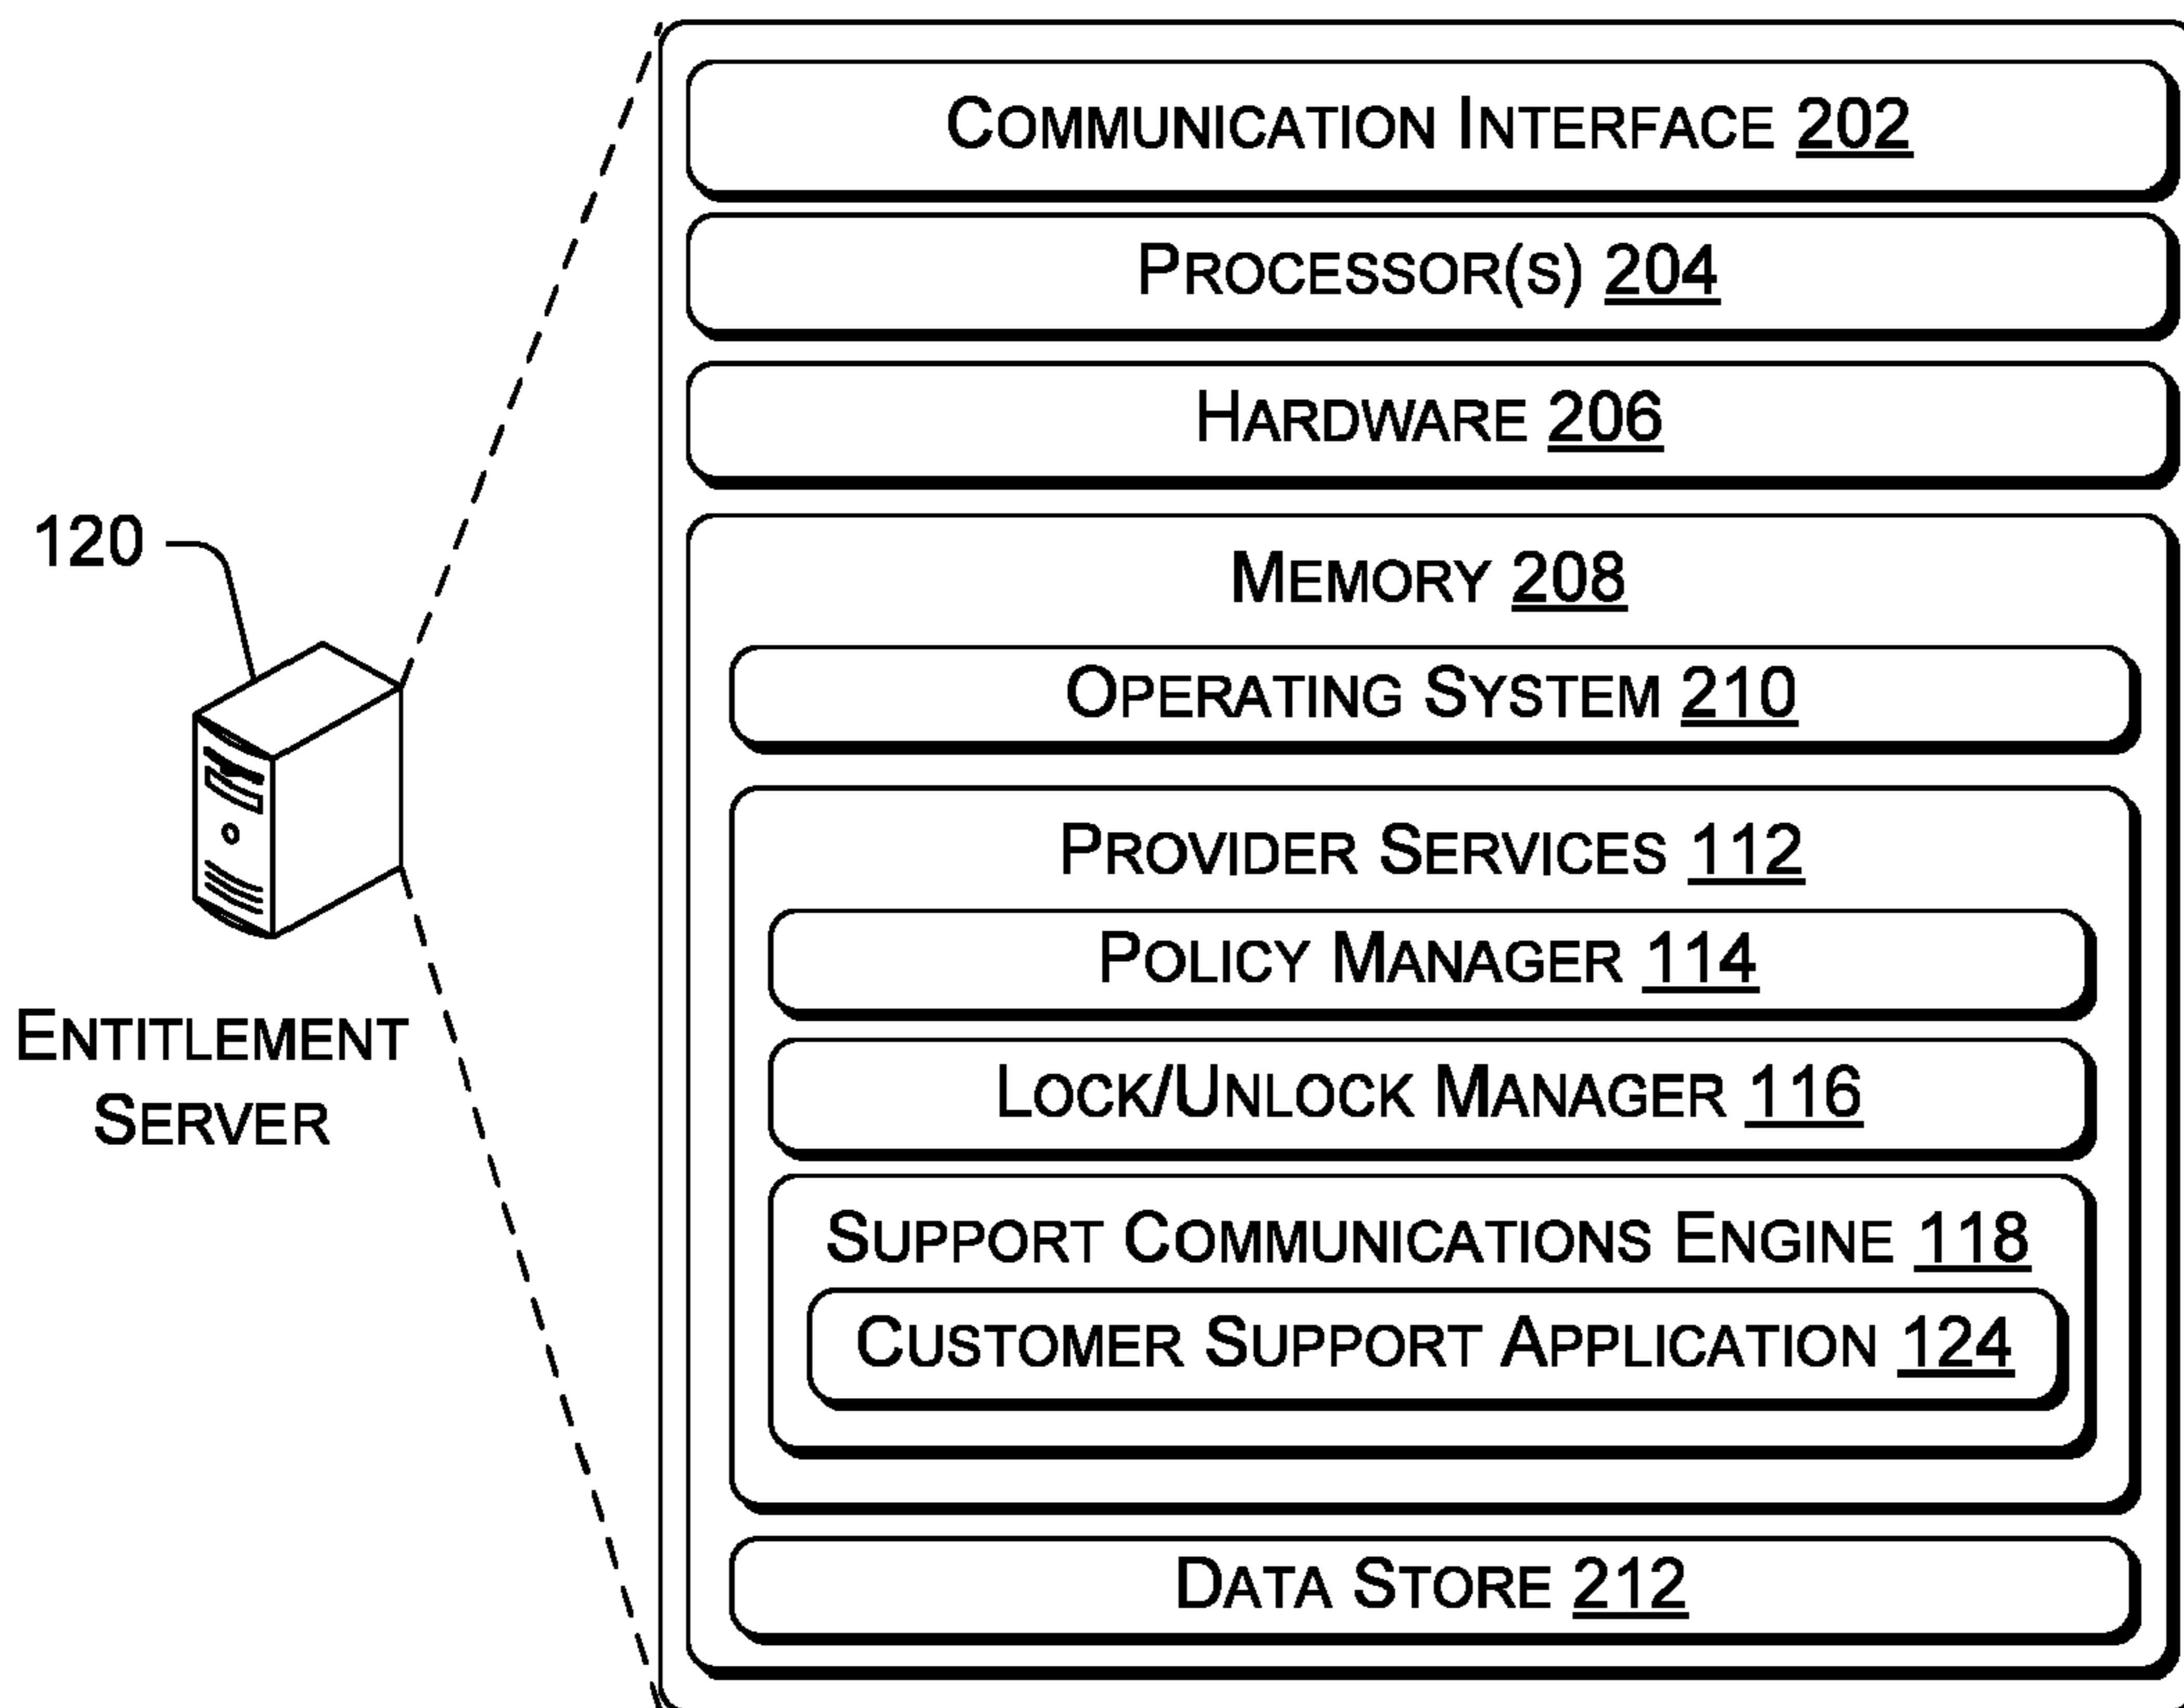 COMMUNICATION INTERFACE 202
PROCESSOR(S) 204
HARDWARE 206
MEMORY 208
OPERATING SYSTEM 210
PROVIDER SERVICES 112
POLICY MANAGER 114
LOCK/UNLOCK MANAGER 116
SUPPORT COMMUNICATIONS ENGINE 118
CUSTOMER SUPPORT APPLICATION 124
DATA STORE 212
120
ENTITLEMENT
SERVER